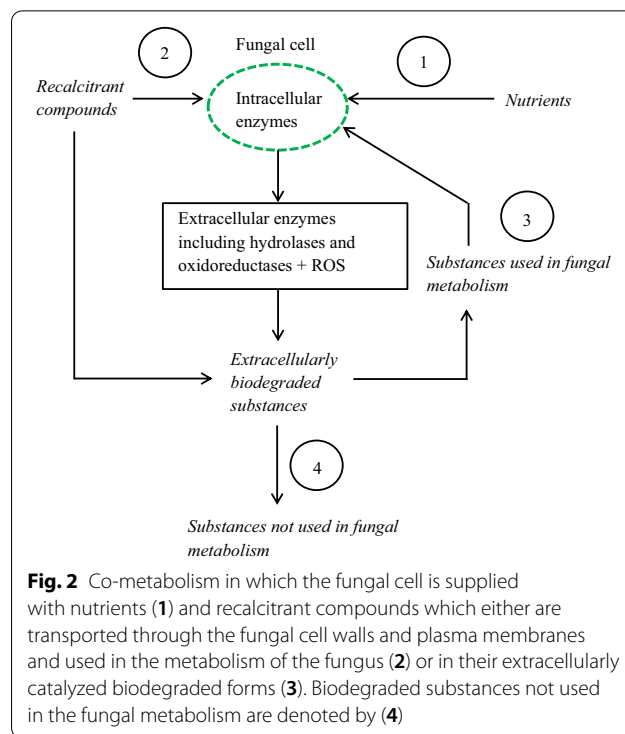 Fungal cell
2
1
Recalcitrant
compounds
Intracellular
enzymes
Nutrients
Extracellular enzymes
including hydrolases and
oxidoreductases + ROS
3
Substances used in fungal
metabolism
Extracellularly
biodegraded
substances
4
Substances not used in fungal
metabolism
Fig. 2 Co-metabolism in which the fungal cell is supplied
with nutrients (1) and recalcitrant compounds which either are
transported through the fungal cell walls and plasma membranes
and used in the metabolism of the fungus (2) or in their extracellularly
catalyzed biodegraded forms (3). Biodegraded substances not used
in the fungal metabolism are denoted by (4)